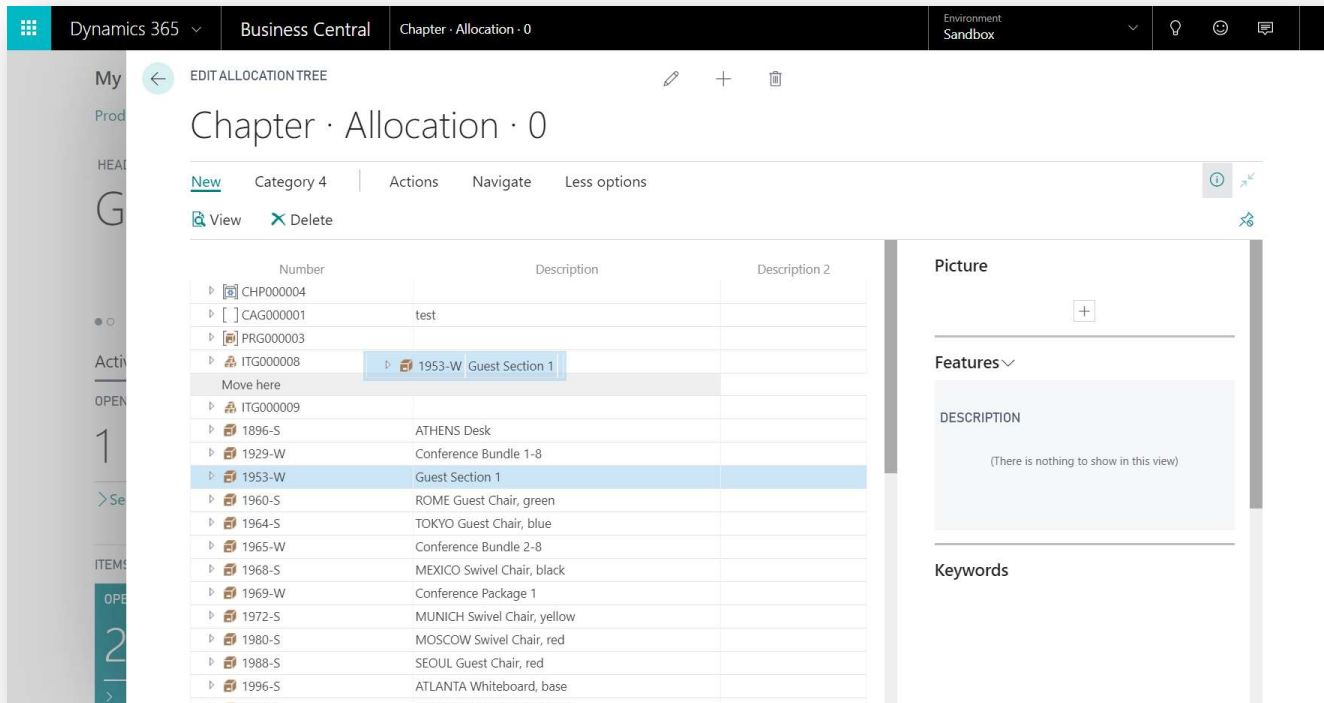 Dynamics 365
Business Central
Chapter · Allocation · 0
Environment
Sandbox
My
Prod
HEAD
G
Activ
OPEN
1
>Se
ITEMS
OPE
2
>
EDIT ALLOCATION TREE
Chapter · Allocation · 0
New Category 4 Actions Navigate Less options
View Delete
Number Description Description 2
CHP000004
[ ] CAG000001 test
PRG000003
ITG000008
1953-W Guest Section 1
Move here
ITG000009
1896-S ATHENS Desk
1929-W Conference Bundle 1-8
1953-W Guest Section 1
1960-S ROME Guest Chair, green
1964-S TOKYO Guest Chair, blue
1965-W Conference Bundle 2-8
1968-S MEXICO Swivel Chair, black
1969-W Conference Package 1
1972-S MUNICH Swivel Chair, yellow
1980-S MOSCOW Swivel Chair, red
1988-S SEOUL Guest Chair, red
1996-S ATLANTA Whiteboard, base
Picture
Features
DESCRIPTION
(There is nothing to show in this view)
Keywords